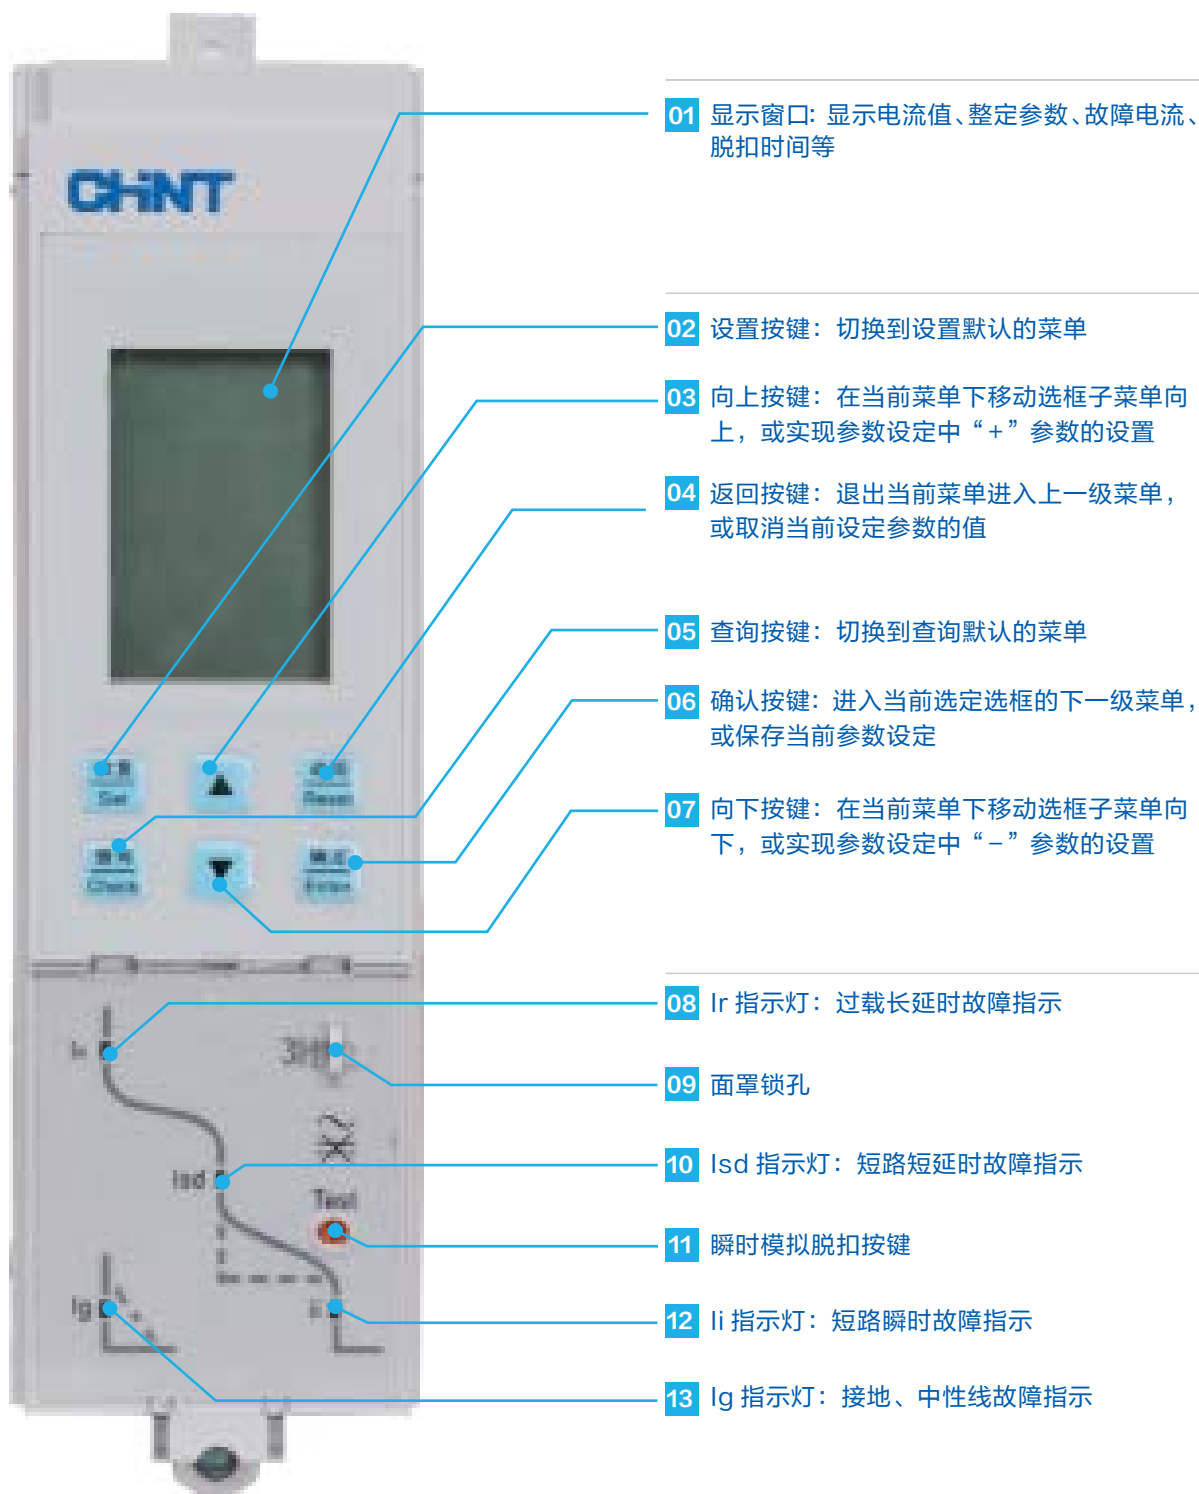 CHiNT
01 显示窗口：显示电流值、整定参数、故障电流、
脱扣时间等
02 设置按键：切换到设置默认的菜单
03 向上按键：在当前菜单下移动选框子菜单向
上，或实现参数设定中“+”参数的设置
04 返回按键：退出当前菜单进入上一级菜单，
或取消当前设定参数的值
05 查询按键：切换到查询默认的菜单
06 确认按键：进入当前选定选框的下一级菜单，
或保存当前参数设定
07 向下按键：在当前菜单下移动选框子菜单向
下，或实现参数设定中“-”参数的设置
Set
Reset
Check
Enter
08 Ir 指示灯：过载长延时故障指示
09 面罩锁孔
10 Isd 指示灯：短路短延时故障指示
11 瞬时模拟脱扣按键
12 Ii 指示灯：短路瞬时故障指示
13 Ig 指示灯：接地、中性线故障指示
Ir
Isd
Test
Ig
Ii